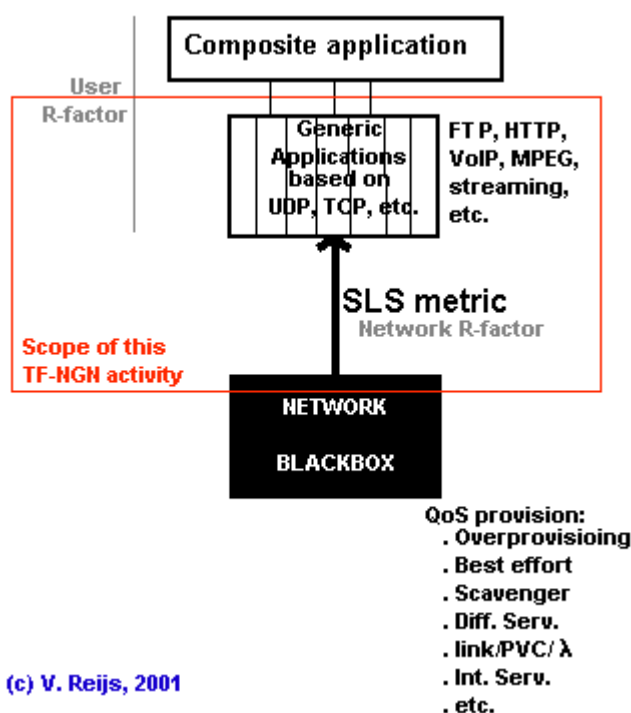 Composite application
User
R-factor
Generic
Applications
based on
UDP, TCP, etc.
FTP, HTTP,
VoIP, MPEG,
streaming,
etc.
SLS metric
Network R-factor
Scope of this
TF-NGN activity
NETWORK
BLACKBOX
QoS provision:
. Overprovisioing
. Best effort
. Scavenger
. Diff. Serv.
. link/PVC/ λ
. Int. Serv.
. etc.
(c) V. Reijs, 2001